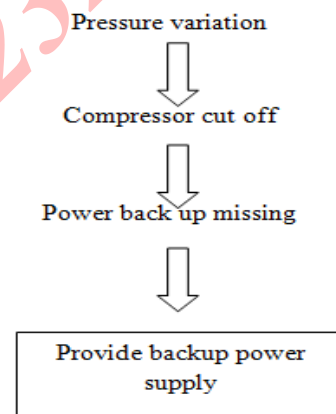 Pressure variation
Compressor cut off
Power back up missing
Provide backup power
supply